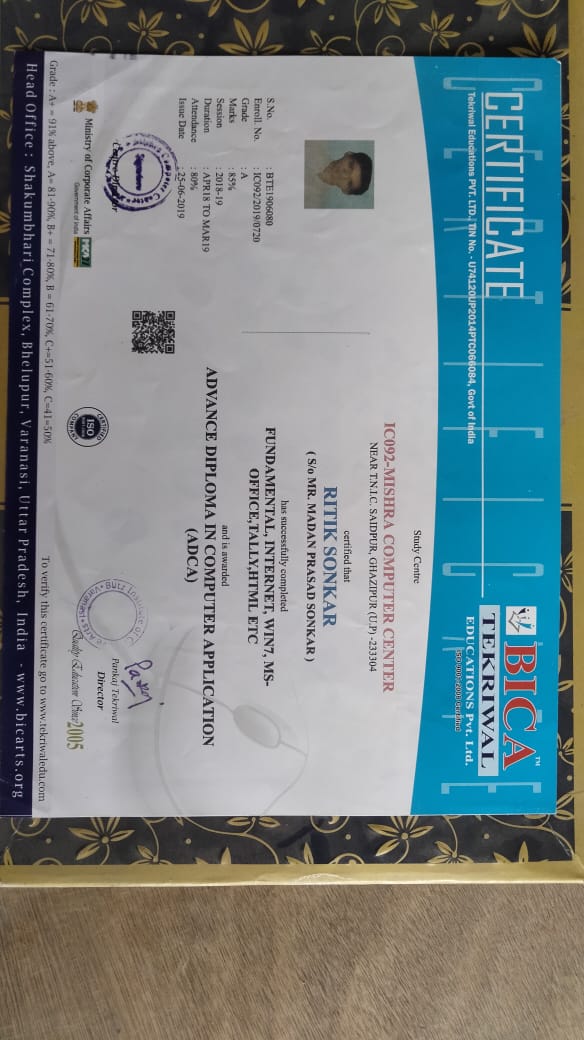 CERTIFICATE
Tekriwal Educations PVT. LTD., TIN No. - U74120UP2014PTC066084, Govt of India
BICA™
TEKRIWAL
EDUCATIONS Pvt. Ltd.
ISO 9001:2008 Certified
Study Centre
IC092-MISHRA COMPUTER CENTER
NEAR T.N.I.C. SAIDPUR, GHAZIPUR (U.P) -233304
certified that
RITIK SONKAR
( S/o MR. MADAN PRASAD SONKAR )
has successfully completed
FUNDAMENTAL, INTERNET, WIN7, MS-
OFFICE,TALLY,HTML ETC
and is awarded
ADVANCE DIPLOMA IN COMPUTER APPLICATION
(ADCA)
S.No. : BTE1906080
Enroll. No. : IC092/2019/0720
Grade : A
Marks : 85%
Session : 2018-19
Duration : APR18 TO MAR19
Attendance : 80%
Issue Date : 25-06-2019
Centre Director
Pankaj Tekriwal
Director
Ministry of Corporate Affairs
Government of India
ISO
Quality Education Since 2005
Grade : A+ = 91% above, A= 81-90%, B+ = 71-80%, B = 61-70%, C+=51-60%, C=41=50%
To verify this certificate go to www.tekriwaledu.com
Head Office : Shakumbhari Complex, Bhelupur, Varanasi, Uttar Pradesh, India - www.bicarts.org